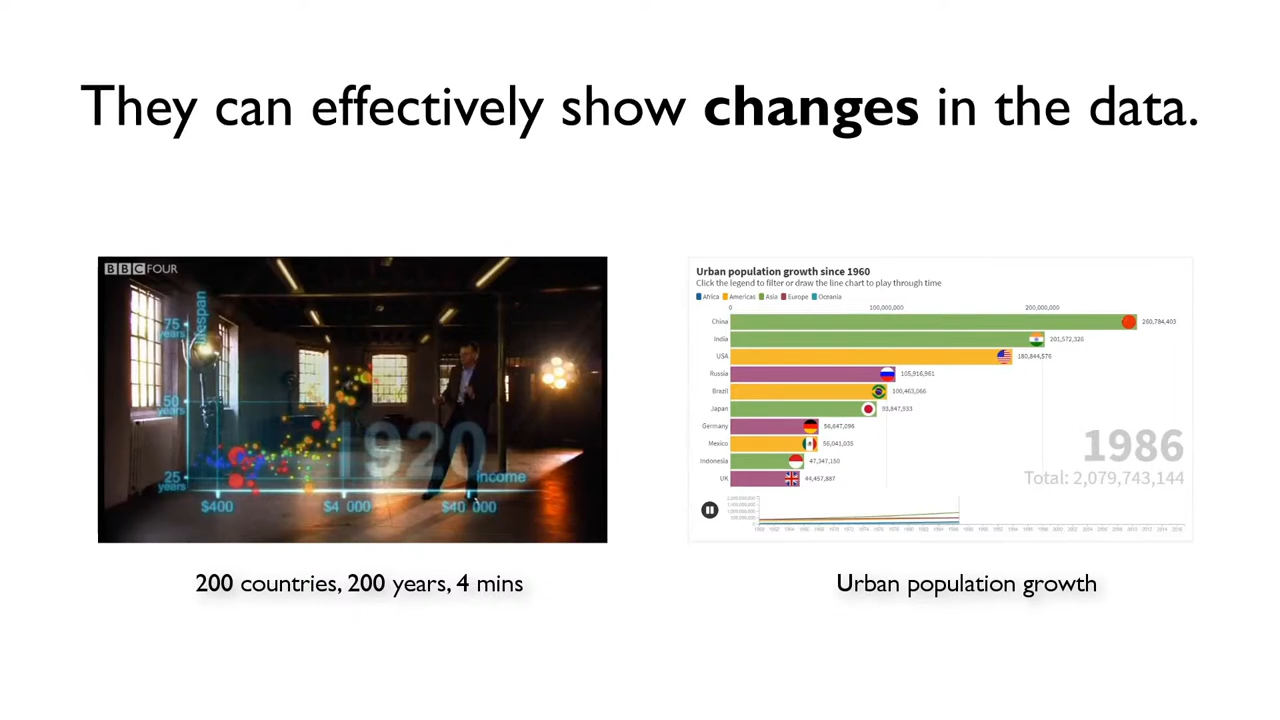 They can effectively show changes in the data.
BBC FOUR
lifespan
75 years
50 years
25 years
1920
income
$400
$4 000
$40 000
200 countries, 200 years, 4 mins
Urban population growth since 1960
Click the legend to filter or draw the line chart to play through time
Africa Americas Asia Europe Oceania
0 100,000,000 200,000,000
China 260,784,403
India 201,572,326
USA 180,844,576
Russia 105,916,961
Brazil 100,463,066
Japan 93,847,933
Germany 56,647,096
Mexico 56,041,035
Indonesia 47,347,150
UK 44,457,887
1986
Total: 2,079,743,144
Urban population growth